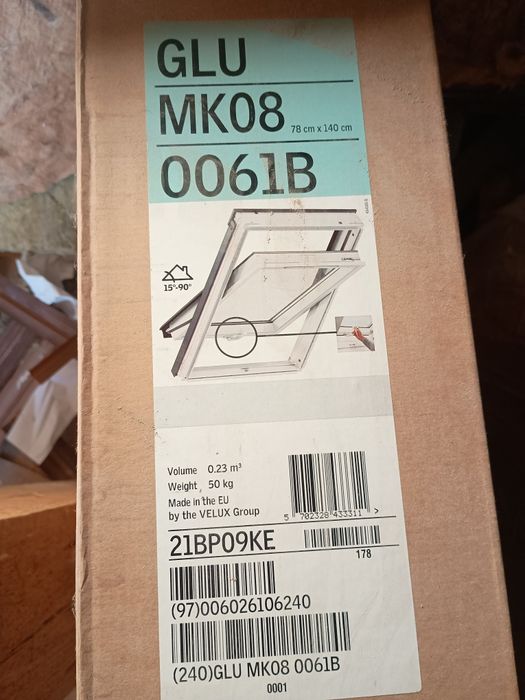 GLU
MK08 78 cm x 140 cm
0061B
15°-90°
Volume 0.23 m³
Weight 50 kg
Made in the EU
by the VELUX Group
5 702328 433311 >
21BP09KE
178
(97)006026106240
(240)GLU MK08 0061B
0001